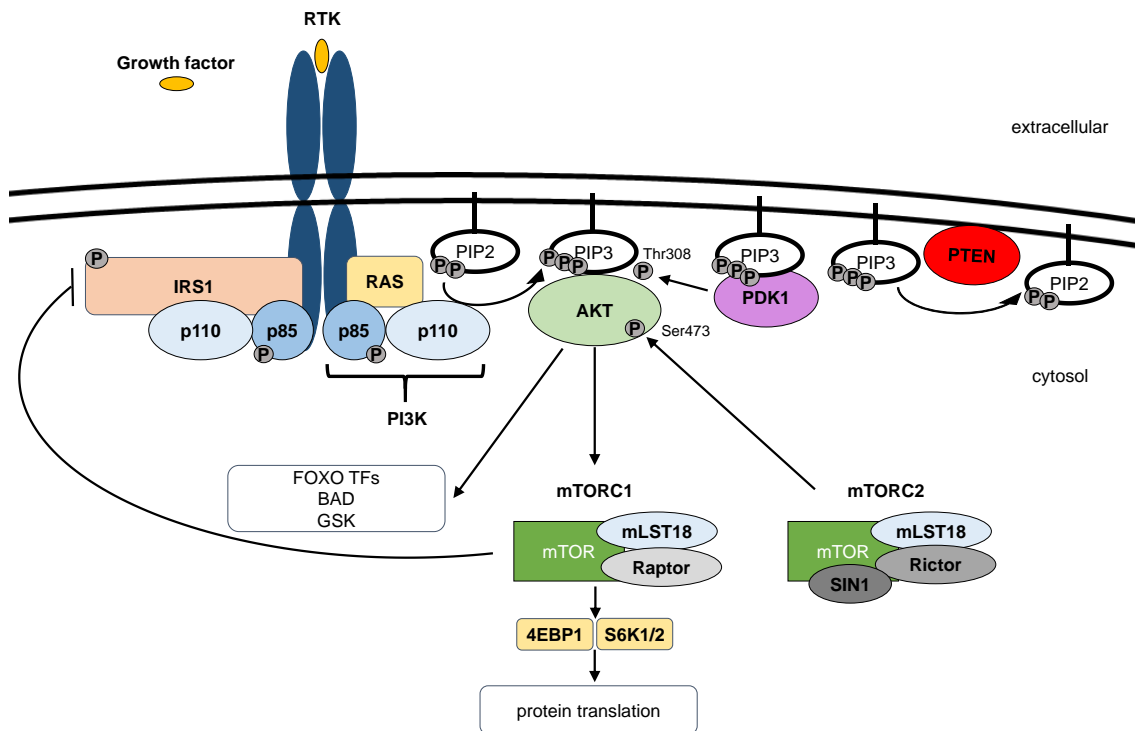 RTK
Growth factor
extracellular
P
IRS1
RAS
PIP2
P P
PIP3
P P P
Thr308
P
PIP3
P P P
PDK1
PIP3
P P P
PTEN
PIP2
P P
p110
p85
P
p85
P
p110
AKT
P
Ser473
cytosol
PI3K
FOXO TFs
BAD
GSK
mTORC1
mTOR
mLST18
Raptor
mTORC2
mTOR
mLST18
Rictor
SIN1
4EBP1
S6K1/2
protein translation